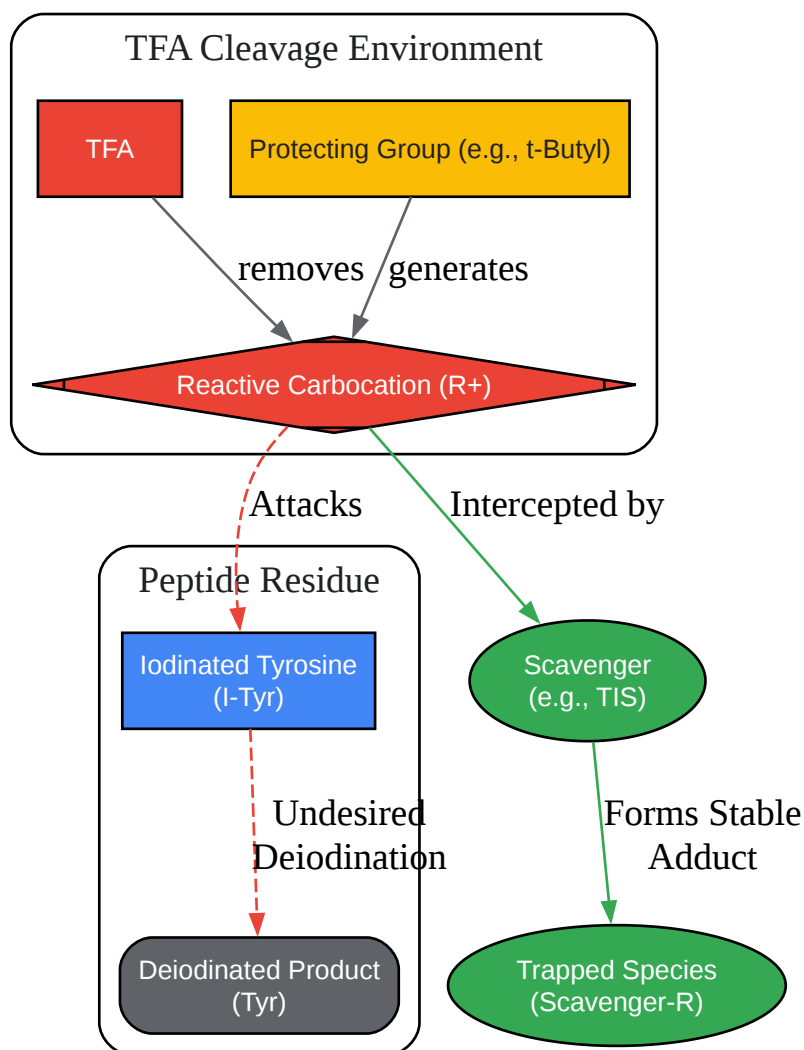 TFA Cleavage Environment
TFA
Protecting Group (e.g., t-Butyl)
removes
generates
Reactive Carbocation (R+)
Attacks
Intercepted by
Peptide Residue
Iodinated Tyrosine
(I-Tyr)
Scavenger
(e.g., TIS)
Undesired
Deiodination
Forms Stable
Adduct
Deiodinated Product
(Tyr)
Trapped Species
(Scavenger-R)